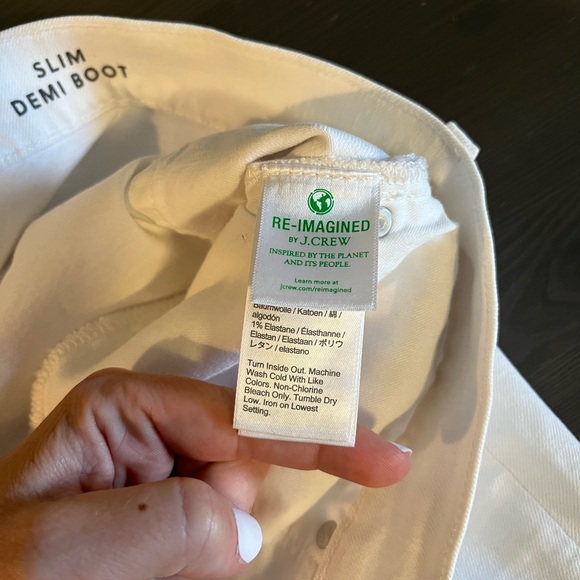 SLIM
DEMI BOOT
RE-IMAGINED
BY J.CREW
INSPIRED BY THE PLANET
AND ITS PEOPLE.
Learn more at
jcrew.com/reimagined
Baumwolle / Katoen / 綿 /
algodón
1% Elastane / Élasthanne /
Elastan / Elastaan / ポリウ
レタン / elastano
Turn Inside Out. Machine
Wash Cold With Like
Colors. Non-Chlorine
Bleach Only. Tumble Dry
Low. Iron on Lowest
Setting.